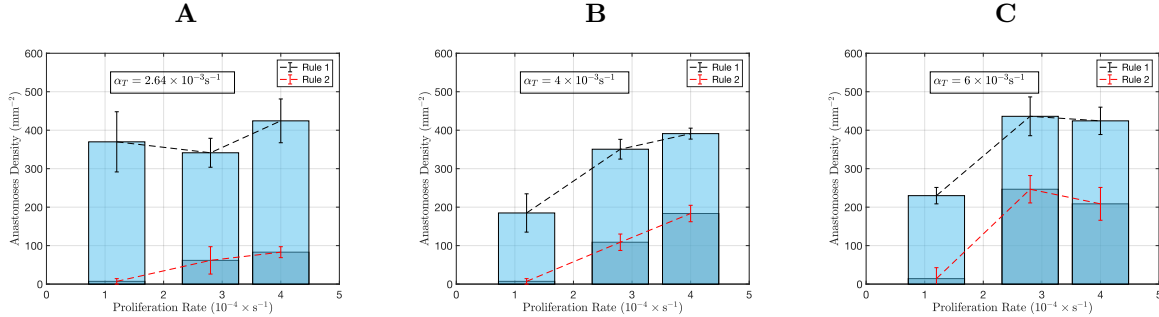 A
B
C
600
500
400
300
200
100
0
Anastomoses Density (mm⁻²)
α_T = 2.64 × 10⁻³s⁻¹
Rule 1
Rule 2
0 1 2 3 4 5
Proliferation Rate (10⁻⁴ × s⁻¹)
600
500
400
300
200
100
0
Anastomoses Density (mm⁻²)
α_T = 4 × 10⁻³s⁻¹
Rule 1
Rule 2
0 1 2 3 4 5
Proliferation Rate (10⁻⁴ × s⁻¹)
600
500
400
300
200
100
0
Anastomoses Density (mm⁻²)
α_T = 6 × 10⁻³s⁻¹
Rule 1
Rule 2
0 1 2 3 4 5
Proliferation Rate (10⁻⁴ × s⁻¹)